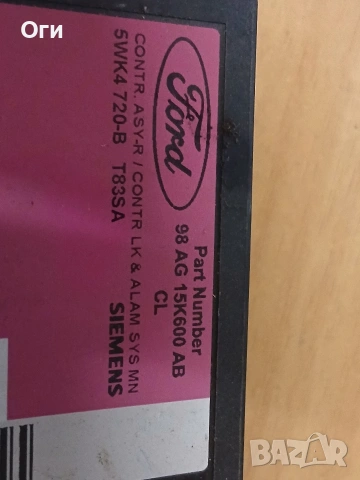 Оги
Ford
Part Number
98 AG 15K600 AB
CL
CONTR. ASY-R / CONTR LK & ALAM SYS MN
5WK4 720-B T83SA SIEMENS
BAZAR